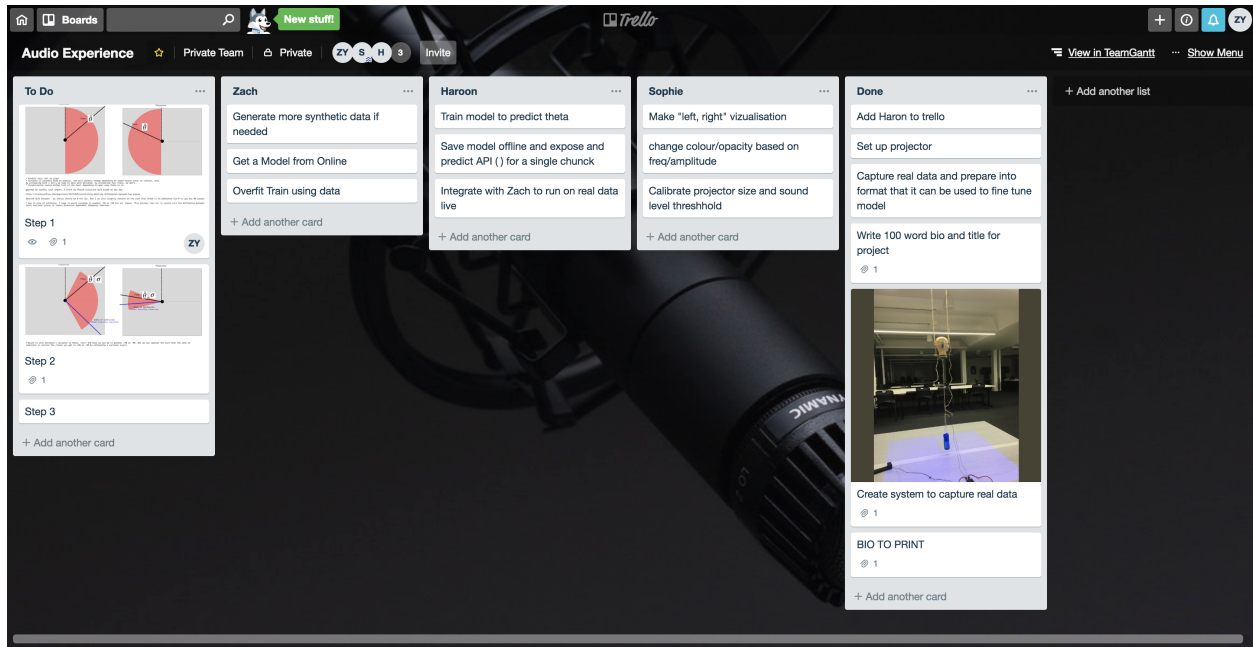 Boards
New stuff!
Trello
ZY
Audio Experience
Private Team
Private
ZY
S
H
3
Invite
View in TeamGantt
Show Menu
To Do
θ
θ
Step 1
1
ZY
θ
σ
θ
σ
Step 2
1
Step 3
+ Add another card
Zach
Generate more synthetic data if
needed
Get a Model from Online
Overfit Train using data
+ Add another card
Haroon
Train model to predict theta
Save model offline and expose and
predict API ( ) for a single chunck
Integrate with Zach to run on real data
live
+ Add another card
Sophie
Make "left, right" vizualisation
change colour/opacity based on
freq/amplitude
Calibrate projector size and sound
level threshhold
+ Add another card
Done
Add Haron to trello
Set up projector
Capture real data and prepare into
format that it can be used to fine tune
model
Write 100 word bio and title for
project
1
Create system to capture real data
1
BIO TO PRINT
1
+ Add another card
+ Add another list
DYNAMIC
LO